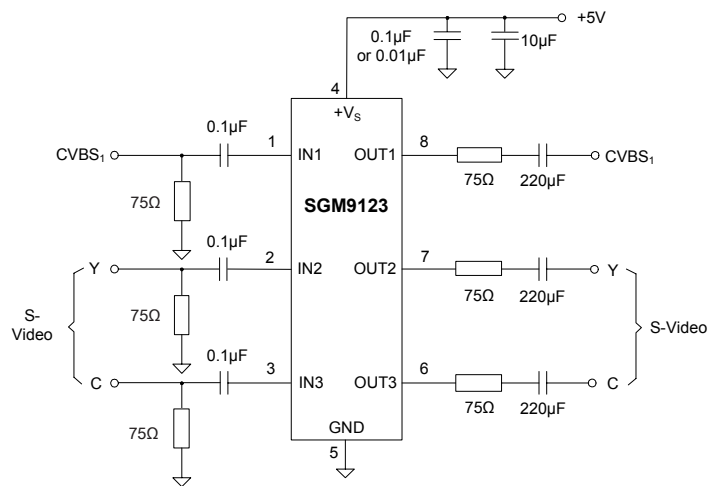 +5V
0.1µF
or 0.01µF
10µF
4
+VS
0.1µF
1
IN1
OUT1
8
CVBS1
75Ω
220µF
CVBS1
75Ω
SGM9123
0.1µF
2
IN2
OUT2
7
Y
75Ω
220µF
Y
S-
Video
75Ω
S-Video
0.1µF
3
IN3
OUT3
6
C
75Ω
220µF
C
75Ω
GND
5